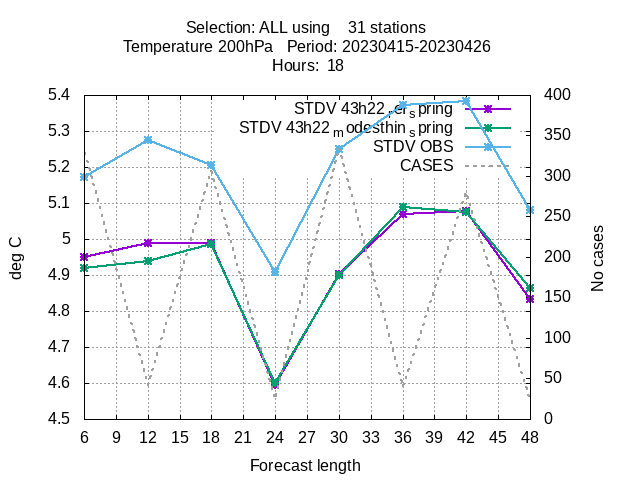 Selection: ALL using 31 stations
Temperature 200hPa Period: 20230415-20230426
Hours: 18
STDV 43h22_rer_spring
STDV 43h22_modesthin_spring
STDV OBS
CASES
5.4
5.3
5.2
5.1
5
4.9
4.8
4.7
4.6
4.5
deg C
400
350
300
250
200
150
100
50
0
No cases
6 9 12 15 18 21 24 27 30 33 36 39 42 45 48
Forecast length